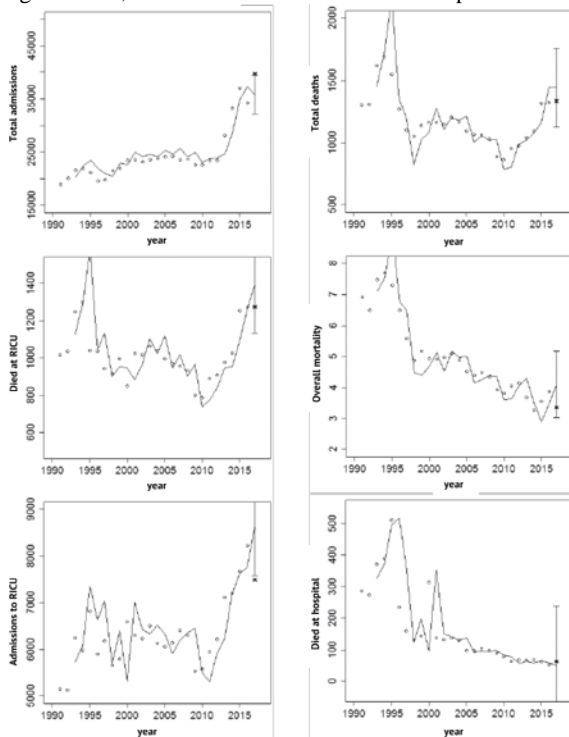 Total admissions
45000
35000
25000
15000
1990 1995 2000 2005 2010 2015
year
Total deaths
2000
1500
1000
500
1990 1995 2000 2005 2010 2015
year
Died at RICU
1400
1200
1000
800
600
1990 1995 2000 2005 2010 2015
year
Overall mortality
8
7
6
5
4
3
2
1990 1995 2000 2005 2010 2015
year
Admissions to RICU
9000
8000
7000
6000
5000
1990 1995 2000 2005 2010 2015
year
Died at hospital
500
400
300
200
100
0
1990 1995 2000 2005 2010 2015
year